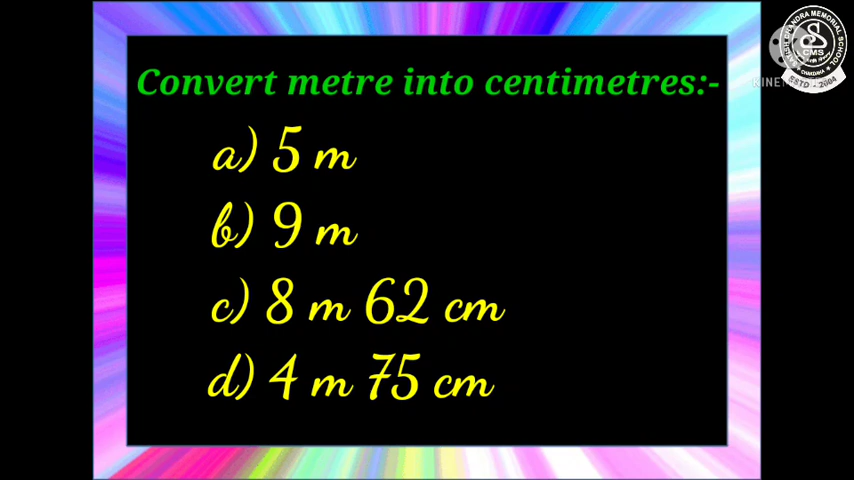 Convert metre into centimetres:-
a) 5 m
b) 9 m
c) 8 m 62 cm
d) 4 m 75 cm
CMS
ESTD - 2004